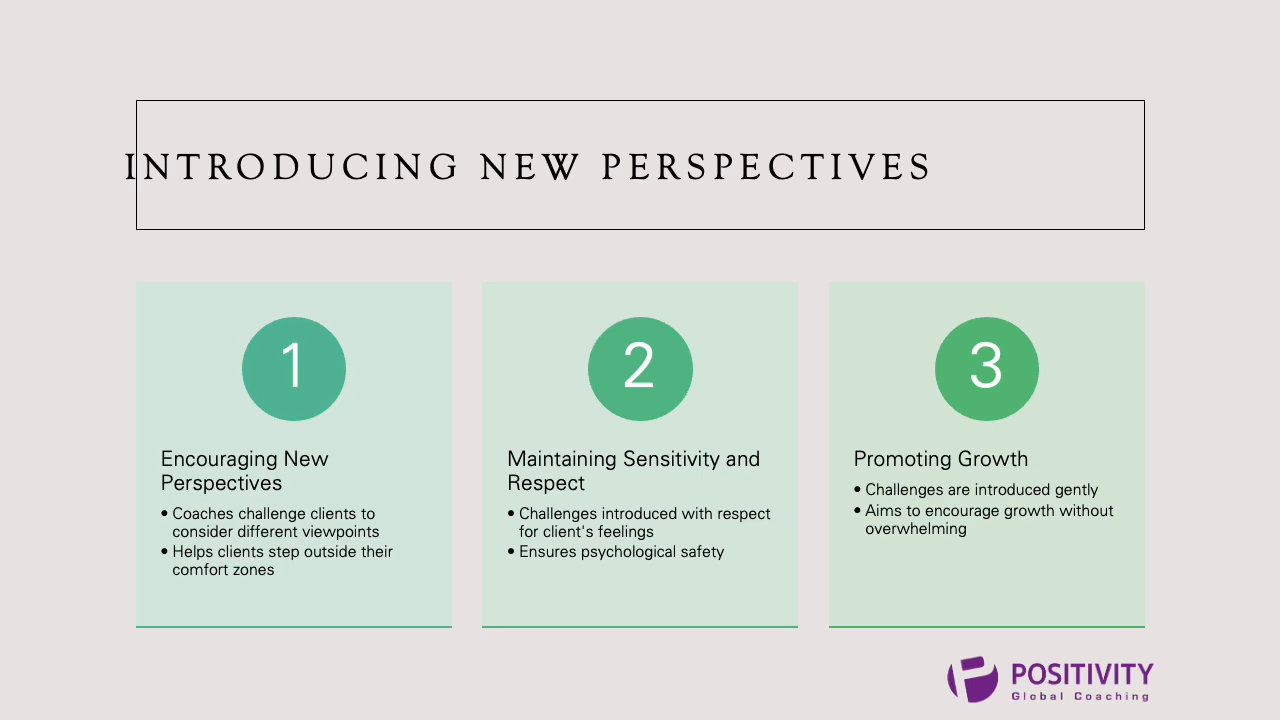 INTRODUCING NEW PERSPECTIVES
1
Encouraging New
Perspectives
• Coaches challenge clients to
consider different viewpoints
• Helps clients step outside their
comfort zones
2
Maintaining Sensitivity and
Respect
• Challenges introduced with respect
for client's feelings
• Ensures psychological safety
3
Promoting Growth
• Challenges are introduced gently
• Aims to encourage growth without
overwhelming
POSITIVITY
Global Coaching